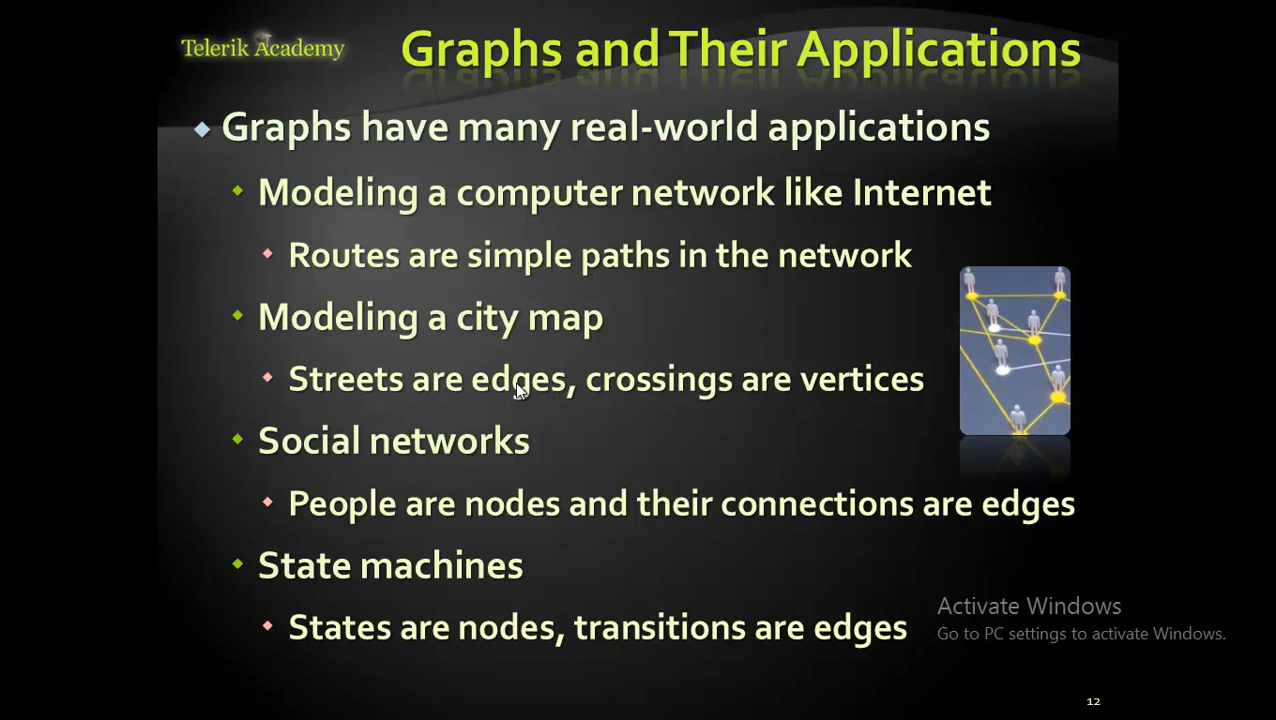 Telerik Academy
Graphs and Their Applications
Graphs have many real-world applications
Modeling a computer network like Internet
Routes are simple paths in the network
Modeling a city map
Streets are edges, crossings are vertices
Social networks
People are nodes and their connections are edges
State machines
States are nodes, transitions are edges
Activate Windows
Go to PC settings to activate Windows.
12